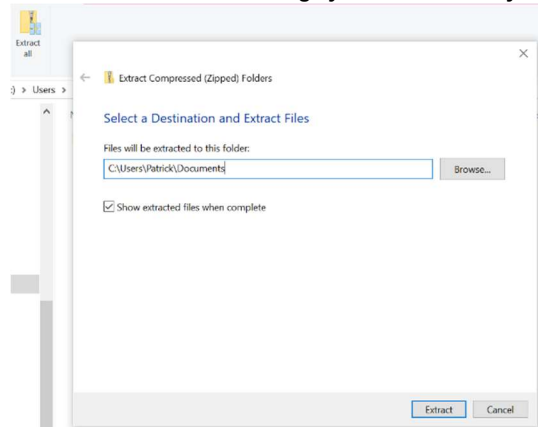 Extract
all
:) > Users >
Extract Compressed (Zipped) Folders
Select a Destination and Extract Files
Files will be extracted to this folder:
C:\Users\Patrick\Documents
Browse...
Show extracted files when complete
Extract Cancel